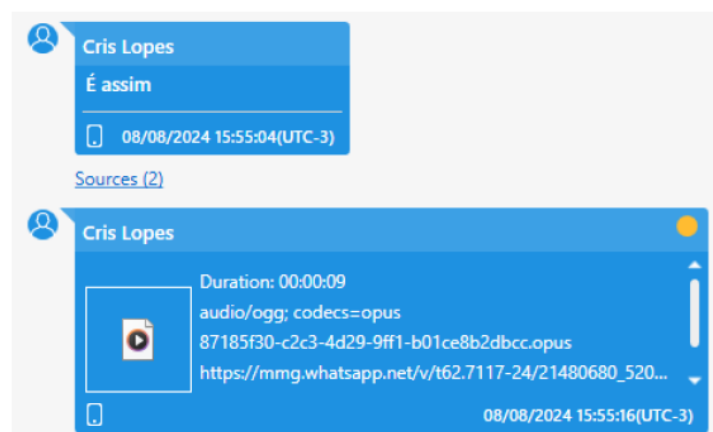 Cris Lopes
É assim
08/08/2024 15:55:04(UTC-3)
Sources (2)
Cris Lopes
Duration: 00:00:09
audio/ogg; codecs=opus
87185f30-c2c3-4d29-9ff1-b01ce8b2dbcc.opus
https://mmg.whatsapp.net/v/t62.7117-24/21480680_520...
08/08/2024 15:55:16(UTC-3)